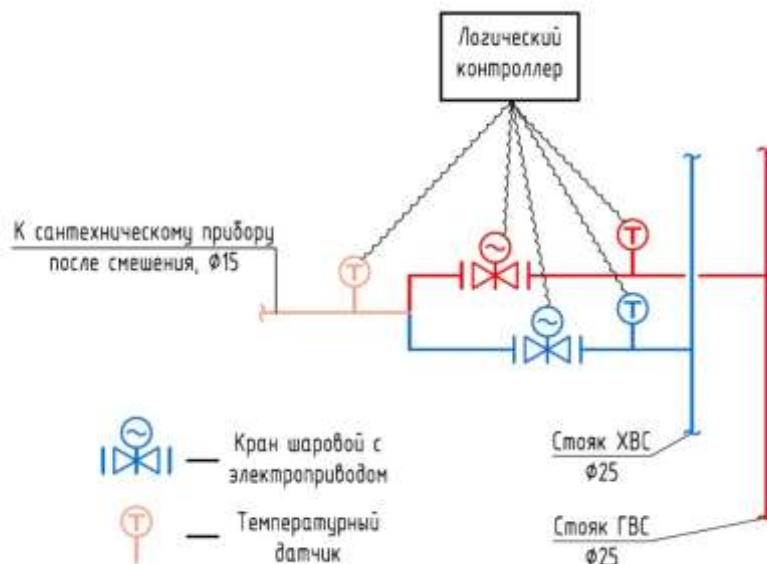 Логический
контроллер
К сантехническому прибору
после смешения, Ф15
T
T
T
Кран шаровой с
электроприводом
Стояк ХВС
Ф25
T
Температурный
датчик
Стояк ГВС
Ф25